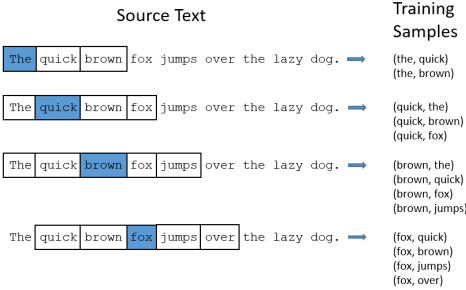 Source Text
Training
Samples
The quick brown fox jumps over the lazy dog.
(the, quick)
(the, brown)
The quick brown fox jumps over the lazy dog.
(quick, the)
(quick, brown)
(quick, fox)
The quick brown fox jumps over the lazy dog.
(brown, the)
(brown, quick)
(brown, fox)
(brown, jumps)
The quick brown fox jumps over the lazy dog.
(fox, quick)
(fox, brown)
(fox, jumps)
(fox, over)